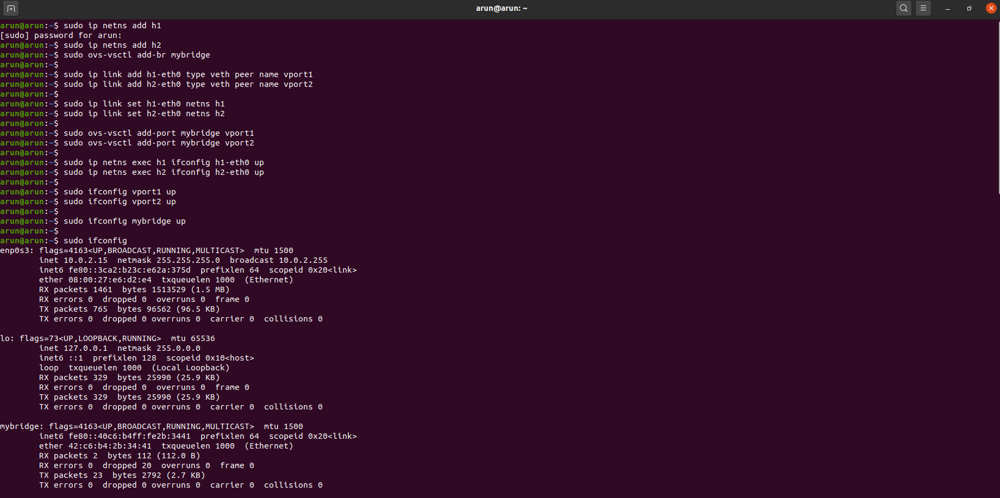 arun@arun: ~
arun@arun:~$ sudo ip netns add h1
[sudo] password for arun:
arun@arun:~$ sudo ip netns add h2
arun@arun:~$ sudo ovs-vsctl add-br mybridge
arun@arun:~$
arun@arun:~$ sudo ip link add h1-eth0 type veth peer name vport1
arun@arun:~$ sudo ip link add h2-eth0 type veth peer name vport2
arun@arun:~$
arun@arun:~$ sudo ip link set h1-eth0 netns h1
arun@arun:~$ sudo ip link set h2-eth0 netns h2
arun@arun:~$
arun@arun:~$ sudo ovs-vsctl add-port mybridge vport1
arun@arun:~$ sudo ovs-vsctl add-port mybridge vport2
arun@arun:~$
arun@arun:~$ sudo ip netns exec h1 ifconfig h1-eth0 up
arun@arun:~$ sudo ip netns exec h2 ifconfig h2-eth0 up
arun@arun:~$
arun@arun:~$ sudo ifconfig vport1 up
arun@arun:~$ sudo ifconfig vport2 up
arun@arun:~$
arun@arun:~$ sudo ifconfig mybridge up
arun@arun:~$
arun@arun:~$ sudo ifconfig
enp0s3: flags=4163<UP,BROADCAST,RUNNING,MULTICAST>  mtu 1500
        inet 10.0.2.15  netmask 255.255.255.0  broadcast 10.0.2.255
        inet6 fe80::3ca2:b23c:e62a:375d  prefixlen 64  scopeid 0x20<link>
        ether 08:00:27:e6:d2:e4  txqueuelen 1000  (Ethernet)
        RX packets 1461  bytes 1513529 (1.5 MB)
        RX errors 0  dropped 0  overruns 0  frame 0
        TX packets 765  bytes 96562 (96.5 KB)
        TX errors 0  dropped 0 overruns 0  carrier 0  collisions 0

lo: flags=73<UP,LOOPBACK,RUNNING>  mtu 65536
        inet 127.0.0.1  netmask 255.0.0.0
        inet6 ::1  prefixlen 128  scopeid 0x10<host>
        loop  txqueuelen 1000  (Local Loopback)
        RX packets 329  bytes 25990 (25.9 KB)
        RX errors 0  dropped 0  overruns 0  frame 0
        TX packets 329  bytes 25990 (25.9 KB)
        TX errors 0  dropped 0 overruns 0  carrier 0  collisions 0

mybridge: flags=4163<UP,BROADCAST,RUNNING,MULTICAST>  mtu 1500
        inet6 fe80::40c6:b4ff:fe2b:3441  prefixlen 64  scopeid 0x20<link>
        ether 42:c6:b4:2b:34:41  txqueuelen 1000  (Ethernet)
        RX packets 2  bytes 112 (112.0 B)
        RX errors 0  dropped 20  overruns 0  frame 0
        TX packets 23  bytes 2792 (2.7 KB)
        TX errors 0  dropped 0 overruns 0  carrier 0  collisions 0